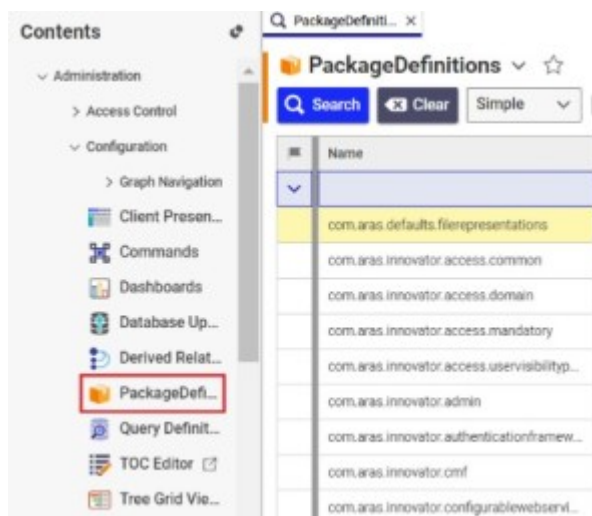 Contents
Administration
Access Control
Configuration
Graph Navigation
Client Presen...
Commands
Dashboards
Database Up...
Derived Relat...
PackageDefi...
Query Definit...
TOC Editor
Tree Grid Vie...
PackageDefiniti... ×
PackageDefinitions
Search Clear Simple
Name
com.aras.defaults.filerepresentations
com.aras.innovator.access.common
com.aras.innovator.access.domain
com.aras.innovator.access.mandatory
com.aras.innovator.access.uservisibilityp...
com.aras.innovator.admin
com.aras.innovator.authenticationframew...
com.aras.innovator.cmf
com.aras.innovator.configurablewebservi...